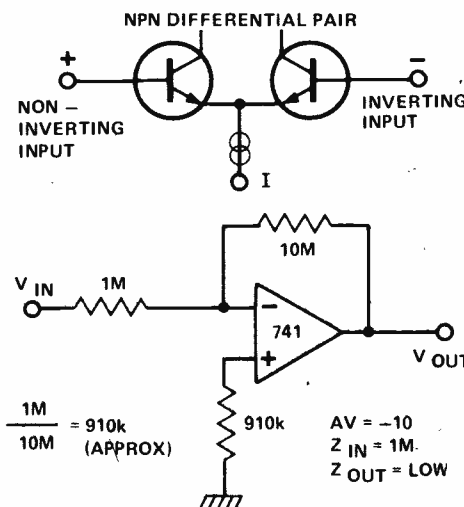 NPN DIFFERENTIAL PAIR
+
−
NON –
INVERTING
INPUT
INVERTING
INPUT
I
10M
V IN
1M
−
741
+
V OUT
1M
10M
= 910k
(APPROX)
910k
AV = –10
Z IN = 1M.
Z OUT = LOW